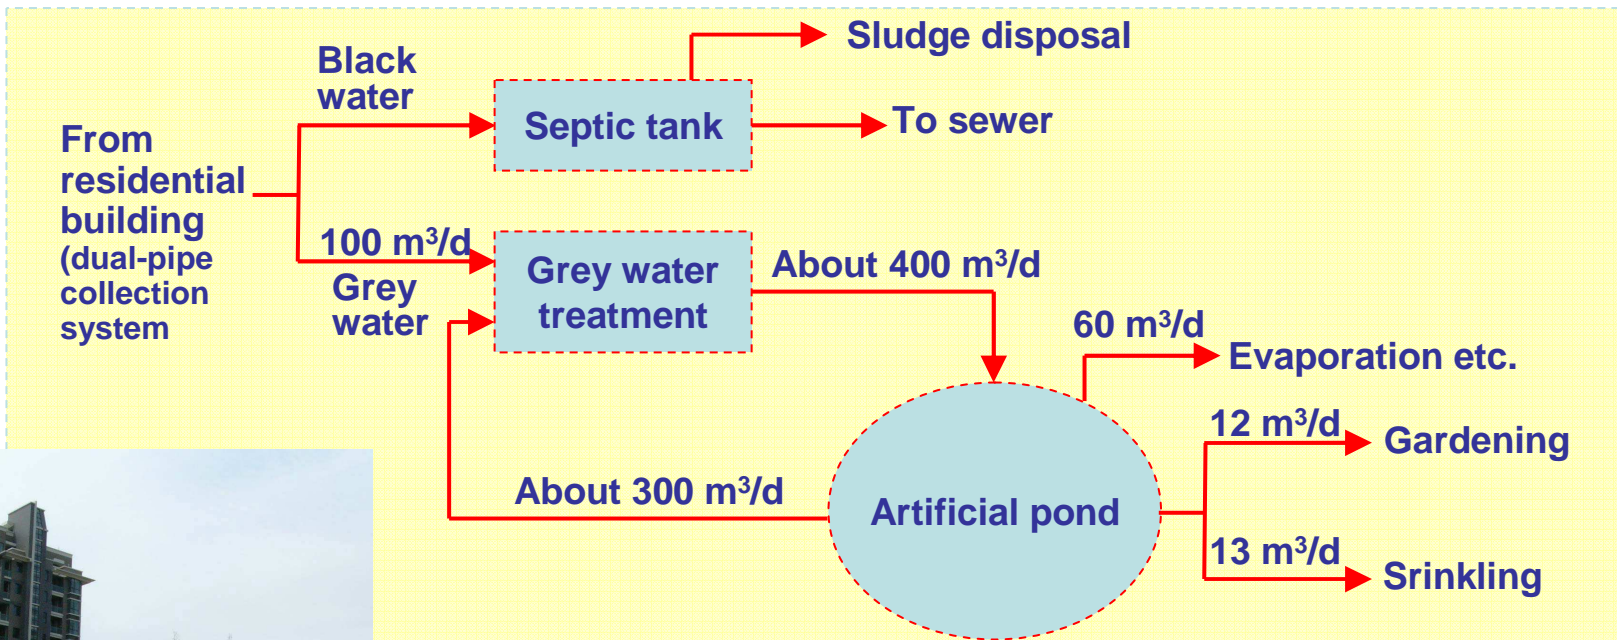 Sludge disposal
Black
water
Septic tank
To sewer
From
residential
building
(dual-pipe
collection
system
100 m³/d
Grey
water
Grey water
treatment
About 400 m³/d
60 m³/d
Evaporation etc.
12 m³/d
Gardening
About 300 m³/d
Artificial pond
13 m³/d
Srinkling